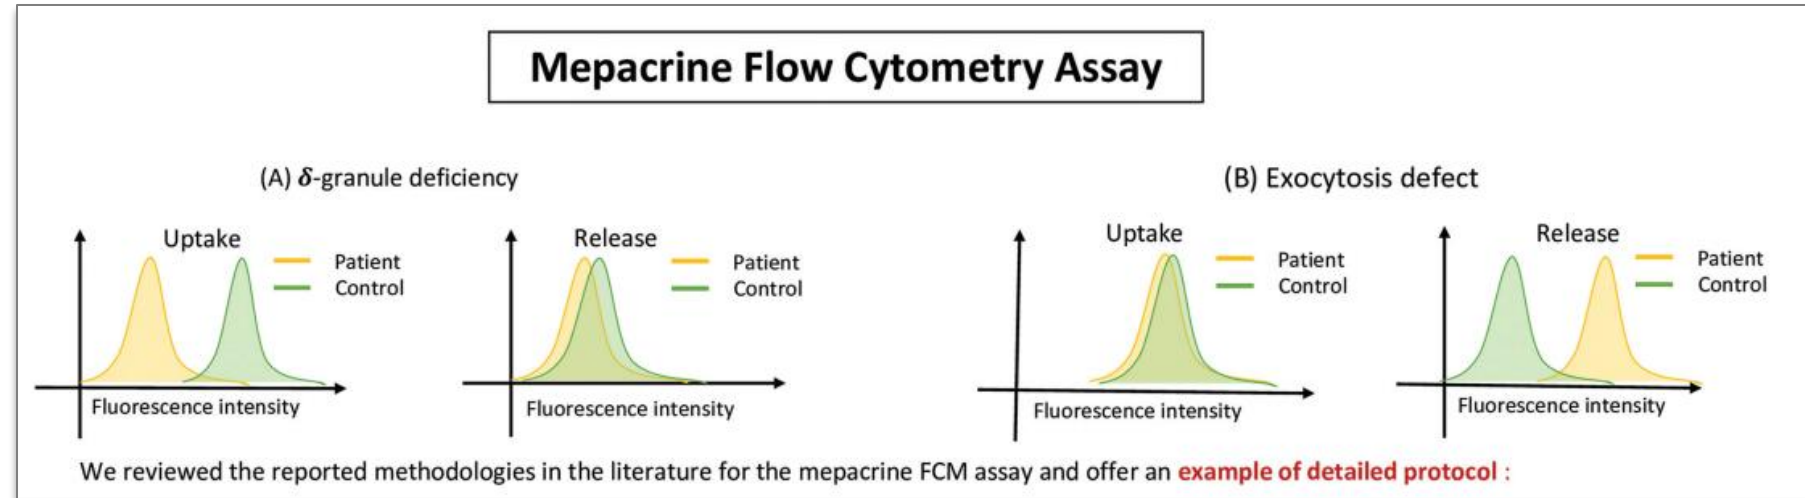 Mepacrine Flow Cytometry Assay
(A) δ-granule deficiency
Uptake
Patient
Control
Fluorescence intensity
Release
Patient
Control
Fluorescence intensity
(B) Exocytosis defect
Uptake
Patient
Control
Fluorescence intensity
Release
Patient
Control
Fluorescence intensity
We reviewed the reported methodologies in the literature for the mepacrine FCM assay and offer an example of detailed protocol :